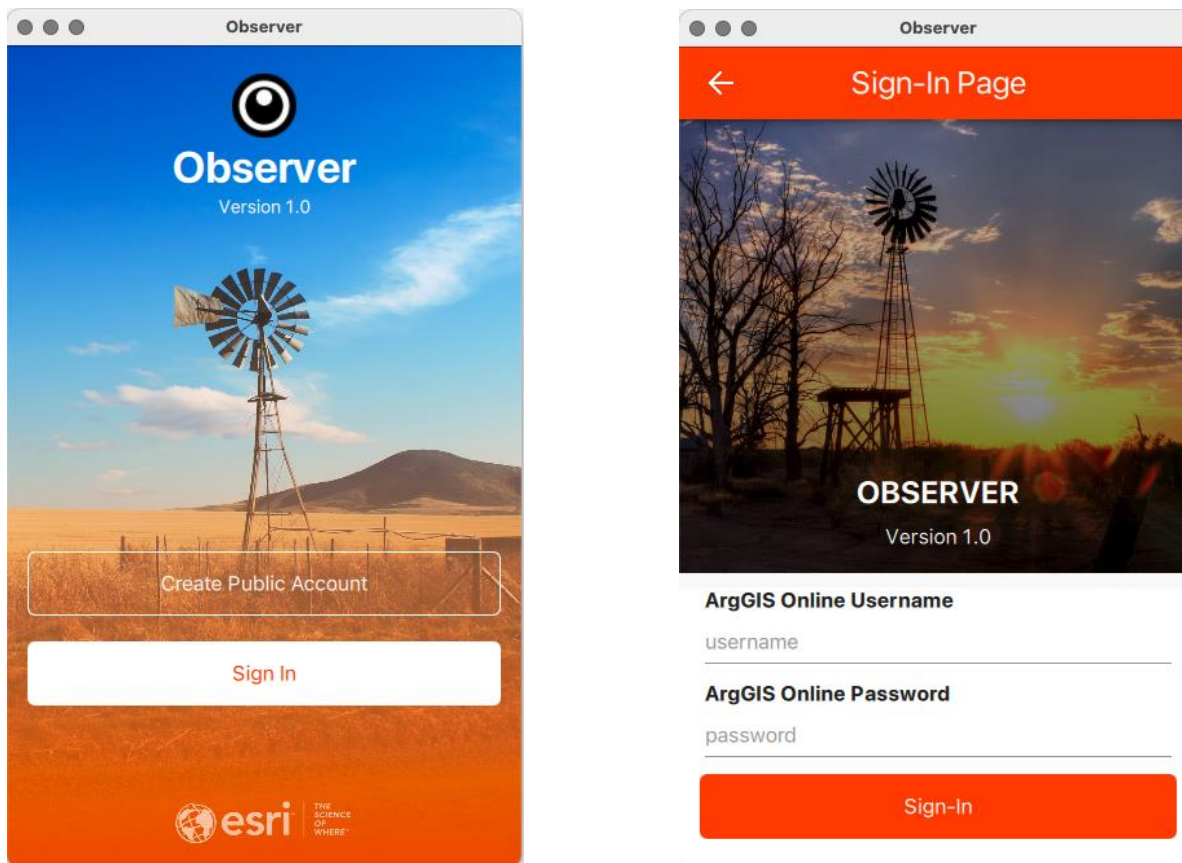 Observer
Observer
Version 1.0
Create Public Account
Sign In
esri
THE
SCIENCE
OF
WHERE™
Observer
Sign-In Page
OBSERVER
Version 1.0
ArgGIS Online Username
username
ArgGIS Online Password
password
Sign-In